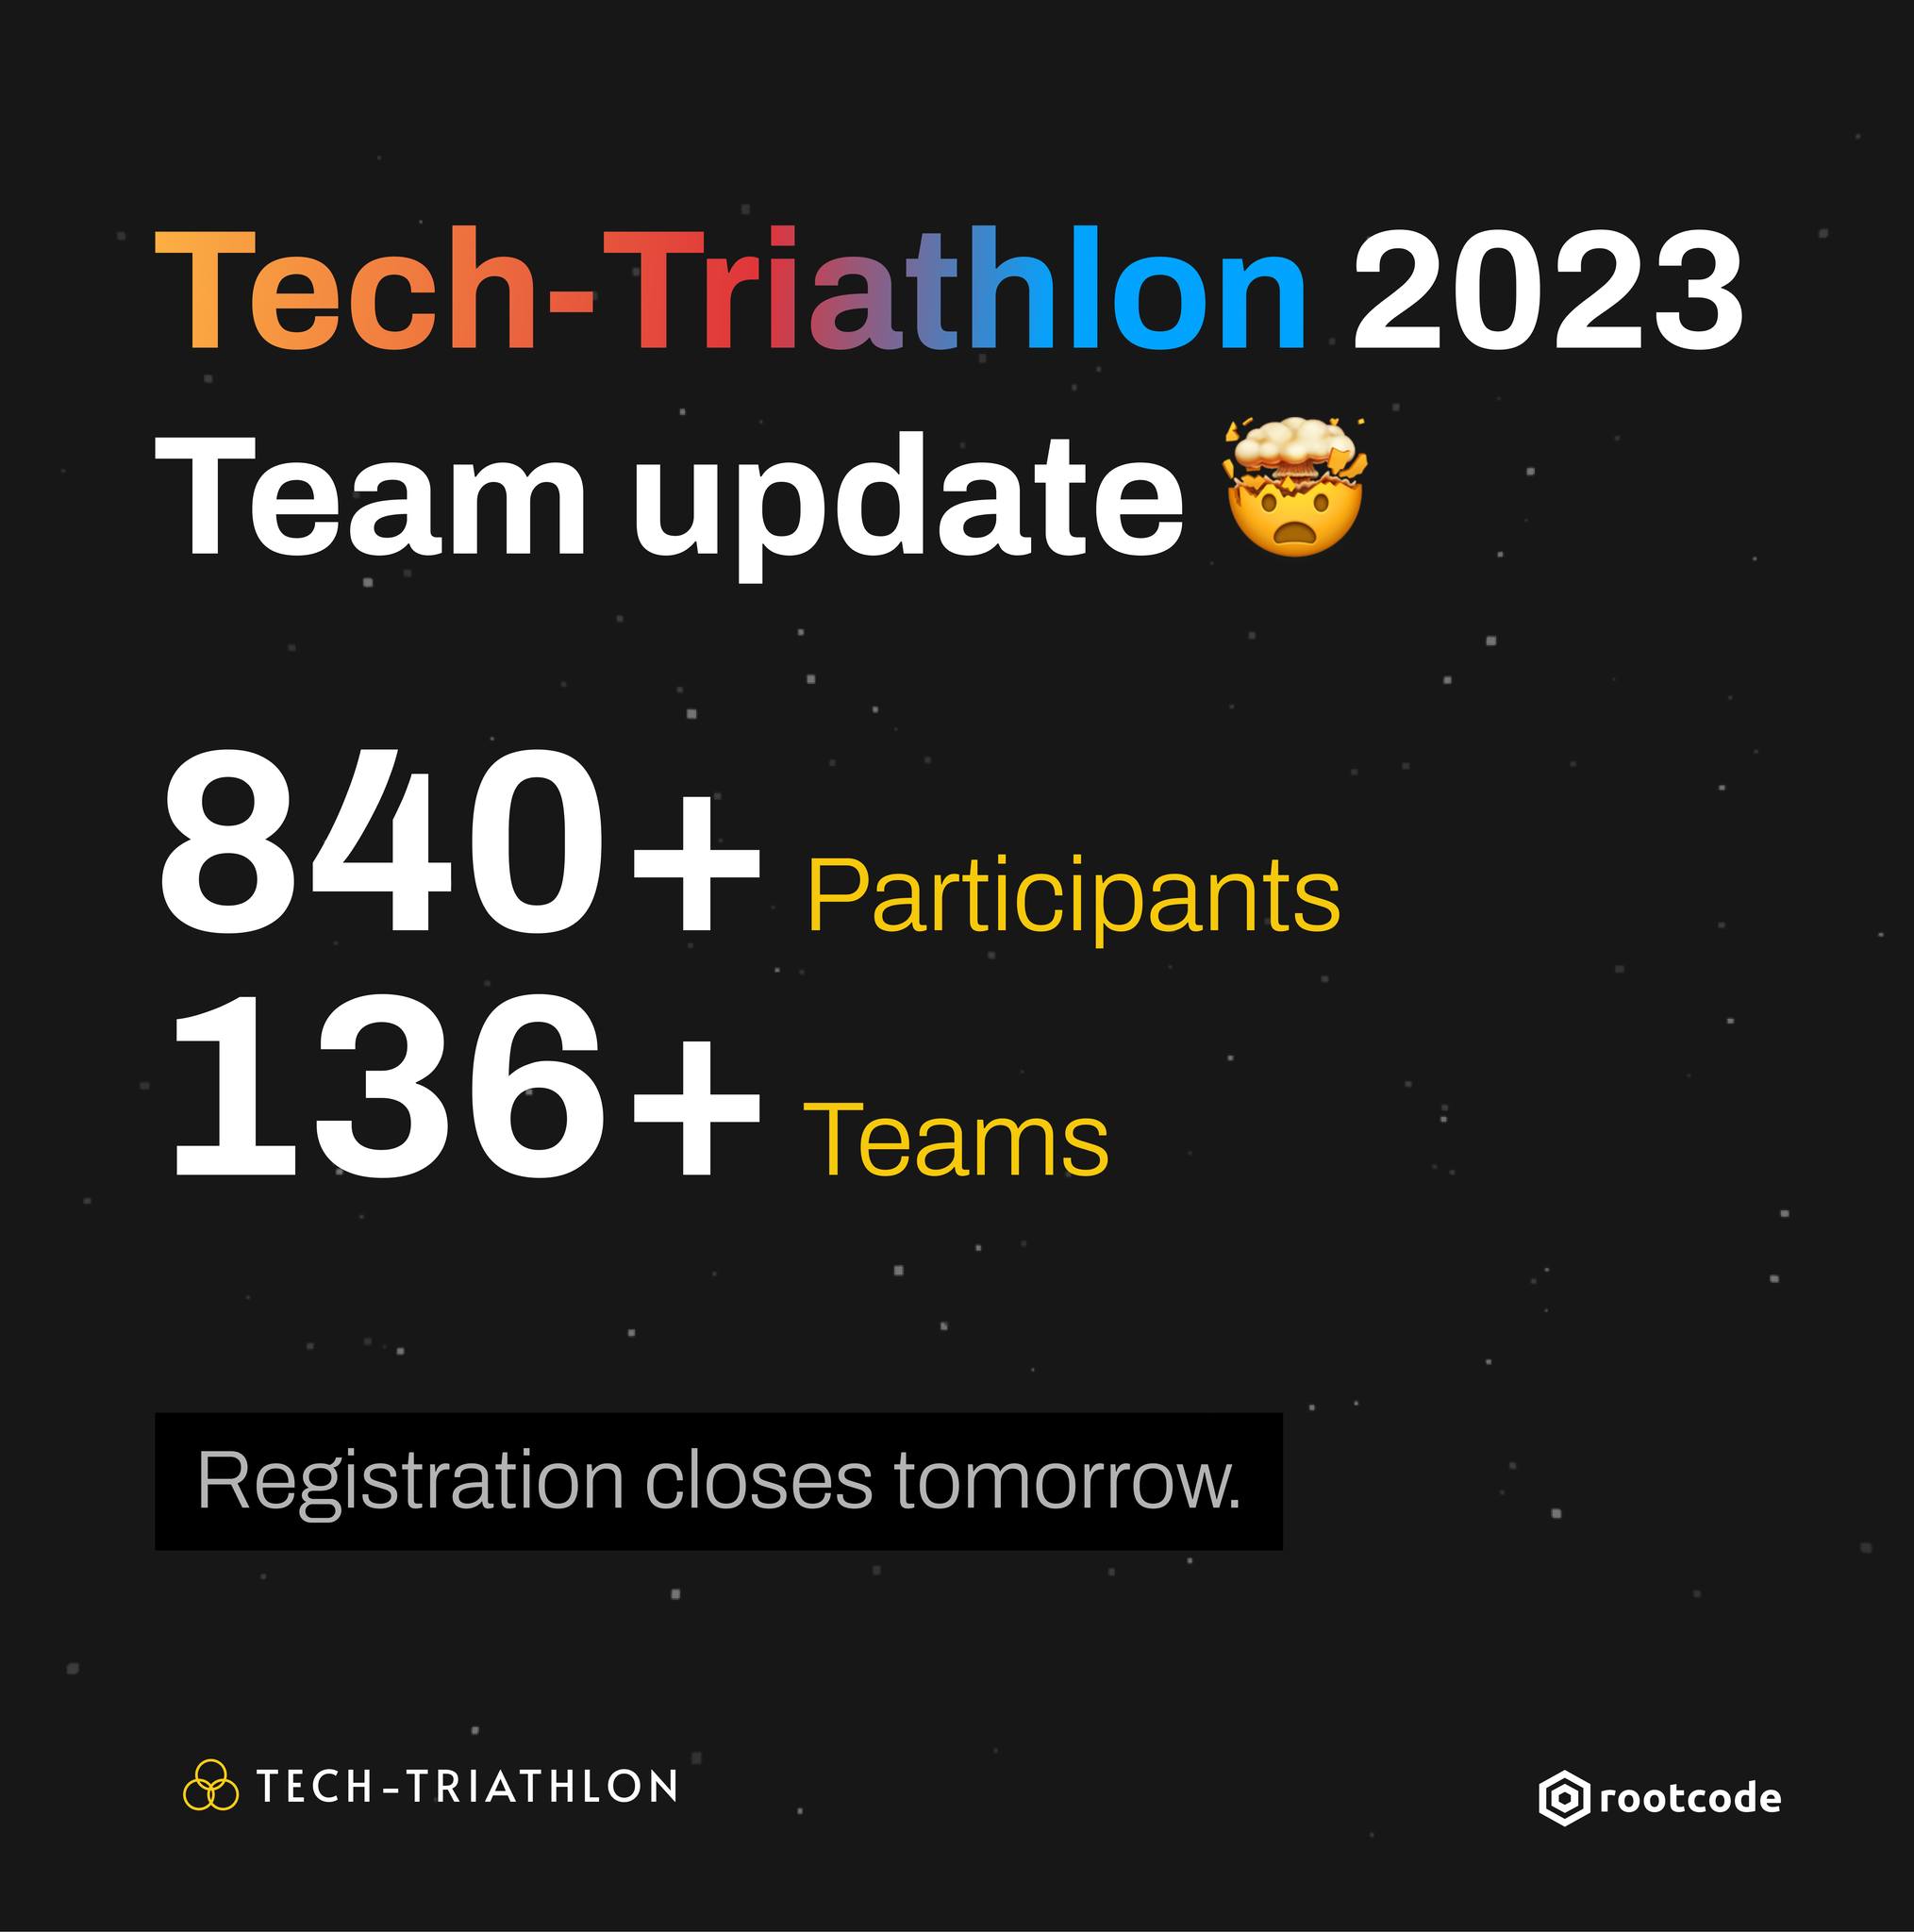 Tech-Triathlon 2023
Team update 🤯
840+ Participants
136+ Teams
Registration closes tomorrow.
TECH-TRIATHLON
rootcode